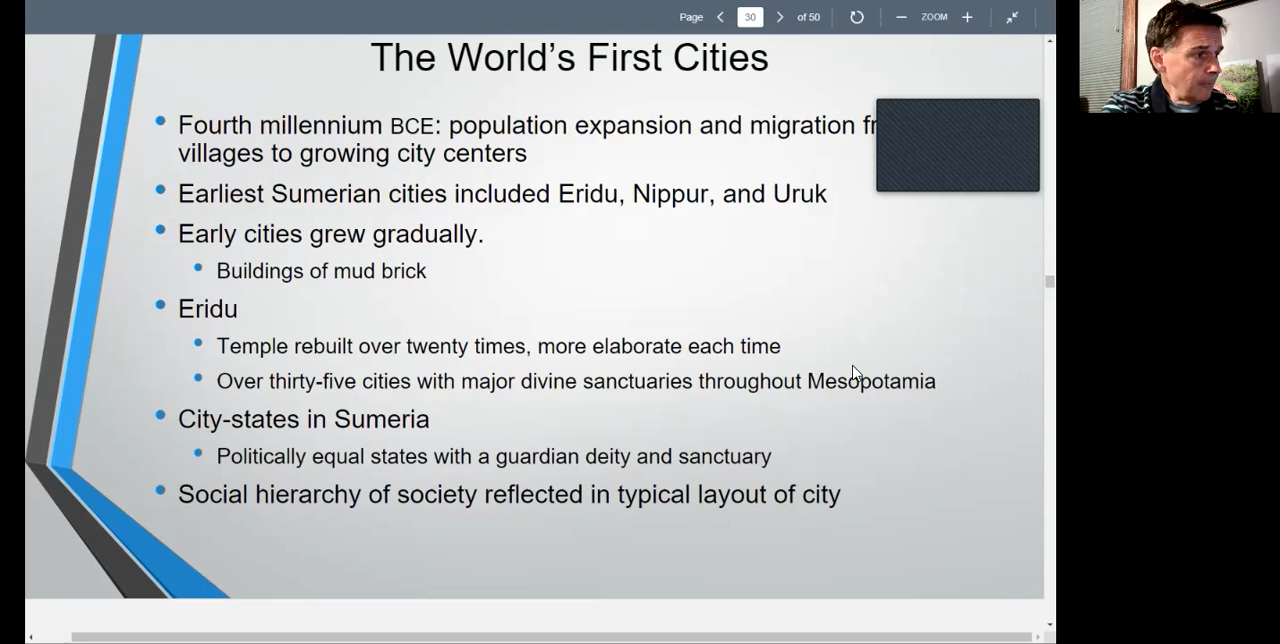 Page 30 of 50 ZOOM
The World’s First Cities
Fourth millennium BCE: population expansion and migration
villages to growing city centers
Earliest Sumerian cities included Eridu, Nippur, and Uruk
Early cities grew gradually.
Buildings of mud brick
Eridu
Temple rebuilt over twenty times, more elaborate each time
Over thirty-five cities with major divine sanctuaries throughout Mesopotamia
City-states in Sumeria
Politically equal states with a guardian deity and sanctuary
Social hierarchy of society reflected in typical layout of city